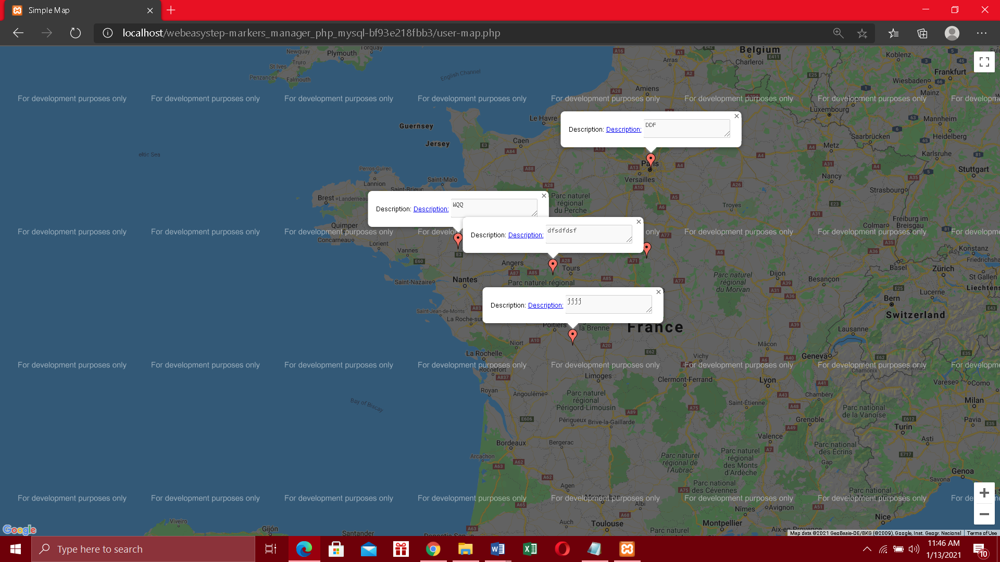 Simple Map
localhost/webeasystep-markers_manager_php_mysql-bf93e218fbb3/user-map.php
Newquay
Torquay
Plymouth
Truro
St Ives
Penzance
Falmouth
English Channel
A16
A1
E42
Belgium
E411
Charleroi
Arras
Koblenz
Frankfurt
Wiesbaden
Mainz
Amiens
For development purposes only For development purposes only For development purposes only For development purposes only For development purposes only For development purposes only For development purposes only For developm
Luxembourg
Guernsey
Jersey
Le Havre
Caen
Description: Description: DDF
Mannheim
Heidelberg
Saarbrücken
Metz
Karlsruhe
eltic Sea
Paris
Versailles
Nancy
Stuttgart
Strasbourg
Perros-Guirec
Lannion
Saint-Malo
Saint-Brieuc
Brest
Landerneau
Parc naturel
régional
du Perche
Troyes
Description: Description: WQQ
Freiburg im
Breisgau
Colmar
Quimper
Concarneau
Lorient
Vannes
For development purposes only For development purposes only For development purposes only
Description: Description: dfsdfdsf
only For development purposes only For development purposes only For developm
Konstanz
Friedrichsha
Angers
Tours
Nantes
Saint-Nazaire
Parc naturel régional
Parc naturel
régional
du Morvan
Dijon
Besançon
Basel
Zürich
St Gallen
Liechtens
Lucerne
Bern
Switzerland
Description: Description: jjjj
Saint-Jean-de-Monts
La Roche-sur
Poitiers
la Brenne
France
Lausanne
Niort
La Rochelle
Mâcon
Vichy
Geneva
For development purposes only For development purposes only For development purposes only For development purposes only For development purposes only For development purposes only For development purposes only For developm
Rochefort
Chamonix
Zermatt
Limoges
Clermont-Ferrand
Lyon
Varese
Como
Royan
Angoulême
Parc naturel
régional
Périgord-Limousin
Chambéry
Saint-Étienne
Milan
Bay of Biscay
Parc national
de la Vanoise
Périgueux
Brive-la-Gaillarde
Grenoble
Pavia
Turin
Valence
Bordeaux
Bergerac
Asti
Parc national
des Écrins
Parc naturel
régional
des Monts
d'Ardèche
Arcachon
Parc naturel
régional de
l'Aubrac
Gap
Genoa
Savona
Agen
Parc national
des Cévennes
Parc national
Montauban
For development purposes only For development purposes only For development purposes only For development purposes only For development purposes only For development purposes only For development purposes only For de
Albi
Nîmes
Avignon
Nice
Viveiro
Gijón
Santander
Auch
Toulouse
Montpellier
Aix-en-Provence
Parc naturel
Google
Map data ©2021 GeoBasis-DE/BKG (©2009), Google, Inst. Geogr. Nacional Terms of Use
Type here to search
11:46 AM
1/13/2021
10